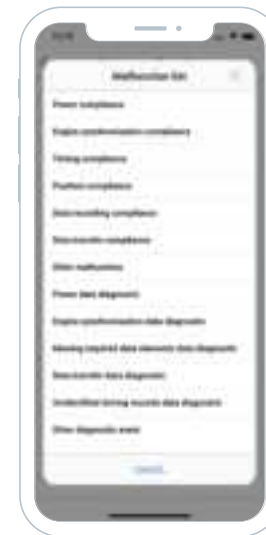 Malfunction list
Power compliance
Engine synchronization compliance
Timing compliance
Position compliance
Data recording compliance
Data transfer compliance
Other malfunction
Power data diagnostic
Engine synchronization data diagnostic
Missing required data elements data diagnostic
Data transfer data diagnostic
Unidentified driving records data diagnostic
Other diagnostic event
Cancel